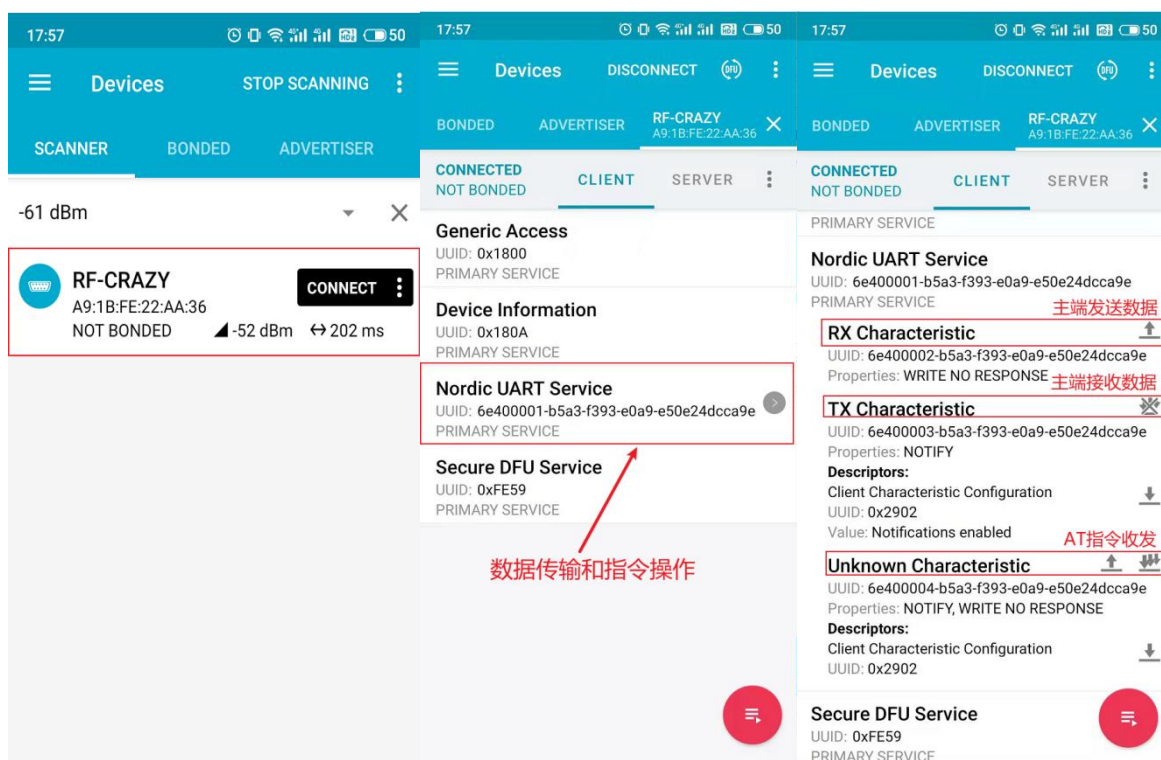 17:57
50
Devices
STOP SCANNING
SCANNER
BONDED
ADVERTISER
-61 dBm
RF-CRAZY
A9:1B:FE:22:AA:36
NOT BONDED
-52 dBm
202 ms
CONNECT
17:57
50
Devices
DISCONNECT
DFU
BONDED
ADVERTISER
RF-CRAZY
A9:1B:FE:22:AA:36
CONNECTED
NOT BONDED
CLIENT
SERVER
Generic Access
UUID: 0x1800
PRIMARY SERVICE
Device Information
UUID: 0x180A
PRIMARY SERVICE
Nordic UART Service
UUID: 6e400001-b5a3-f393-e0a9-e50e24dcca9e
PRIMARY SERVICE
Secure DFU Service
UUID: 0xFE59
PRIMARY SERVICE
数据传输和指令操作
17:57
50
Devices
DISCONNECT
DFU
BONDED
ADVERTISER
RF-CRAZY
A9:1B:FE:22:AA:36
CONNECTED
NOT BONDED
CLIENT
SERVER
PRIMARY SERVICE
Nordic UART Service
UUID: 6e400001-b5a3-f393-e0a9-e50e24dcca9e
PRIMARY SERVICE
主端发送数据
RX Characteristic
UUID: 6e400002-b5a3-f393-e0a9-e50e24dcca9e
Properties: WRITE NO RESPONSE
主端接收数据
TX Characteristic
UUID: 6e400003-b5a3-f393-e0a9-e50e24dcca9e
Properties: NOTIFY
Descriptors:
Client Characteristic Configuration
UUID: 0x2902
Value: Notifications enabled
AT指令收发
Unknown Characteristic
UUID: 6e400004-b5a3-f393-e0a9-e50e24dcca9e
Properties: NOTIFY, WRITE NO RESPONSE
Descriptors:
Client Characteristic Configuration
UUID: 0x2902
Secure DFU Service
UUID: 0xFE59
PRIMARY SERVICE